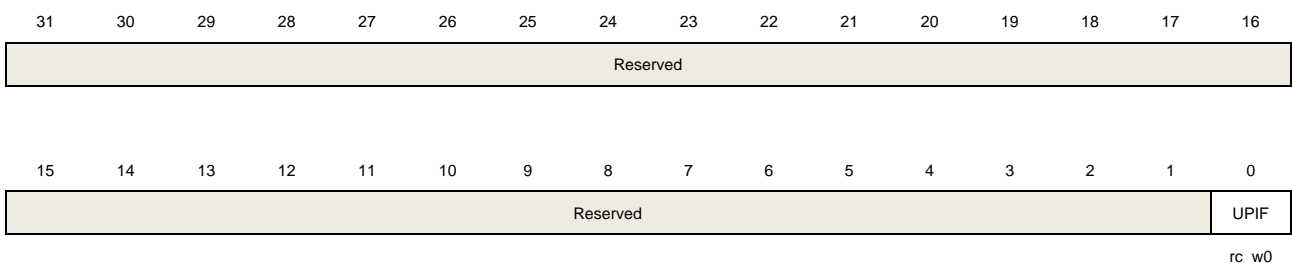 31 30 29 28 27 26 25 24 23 22 21 20 19 18 17 16
Reserved
15 14 13 12 11 10 9 8 7 6 5 4 3 2 1 0
Reserved UPIF
rc_w0